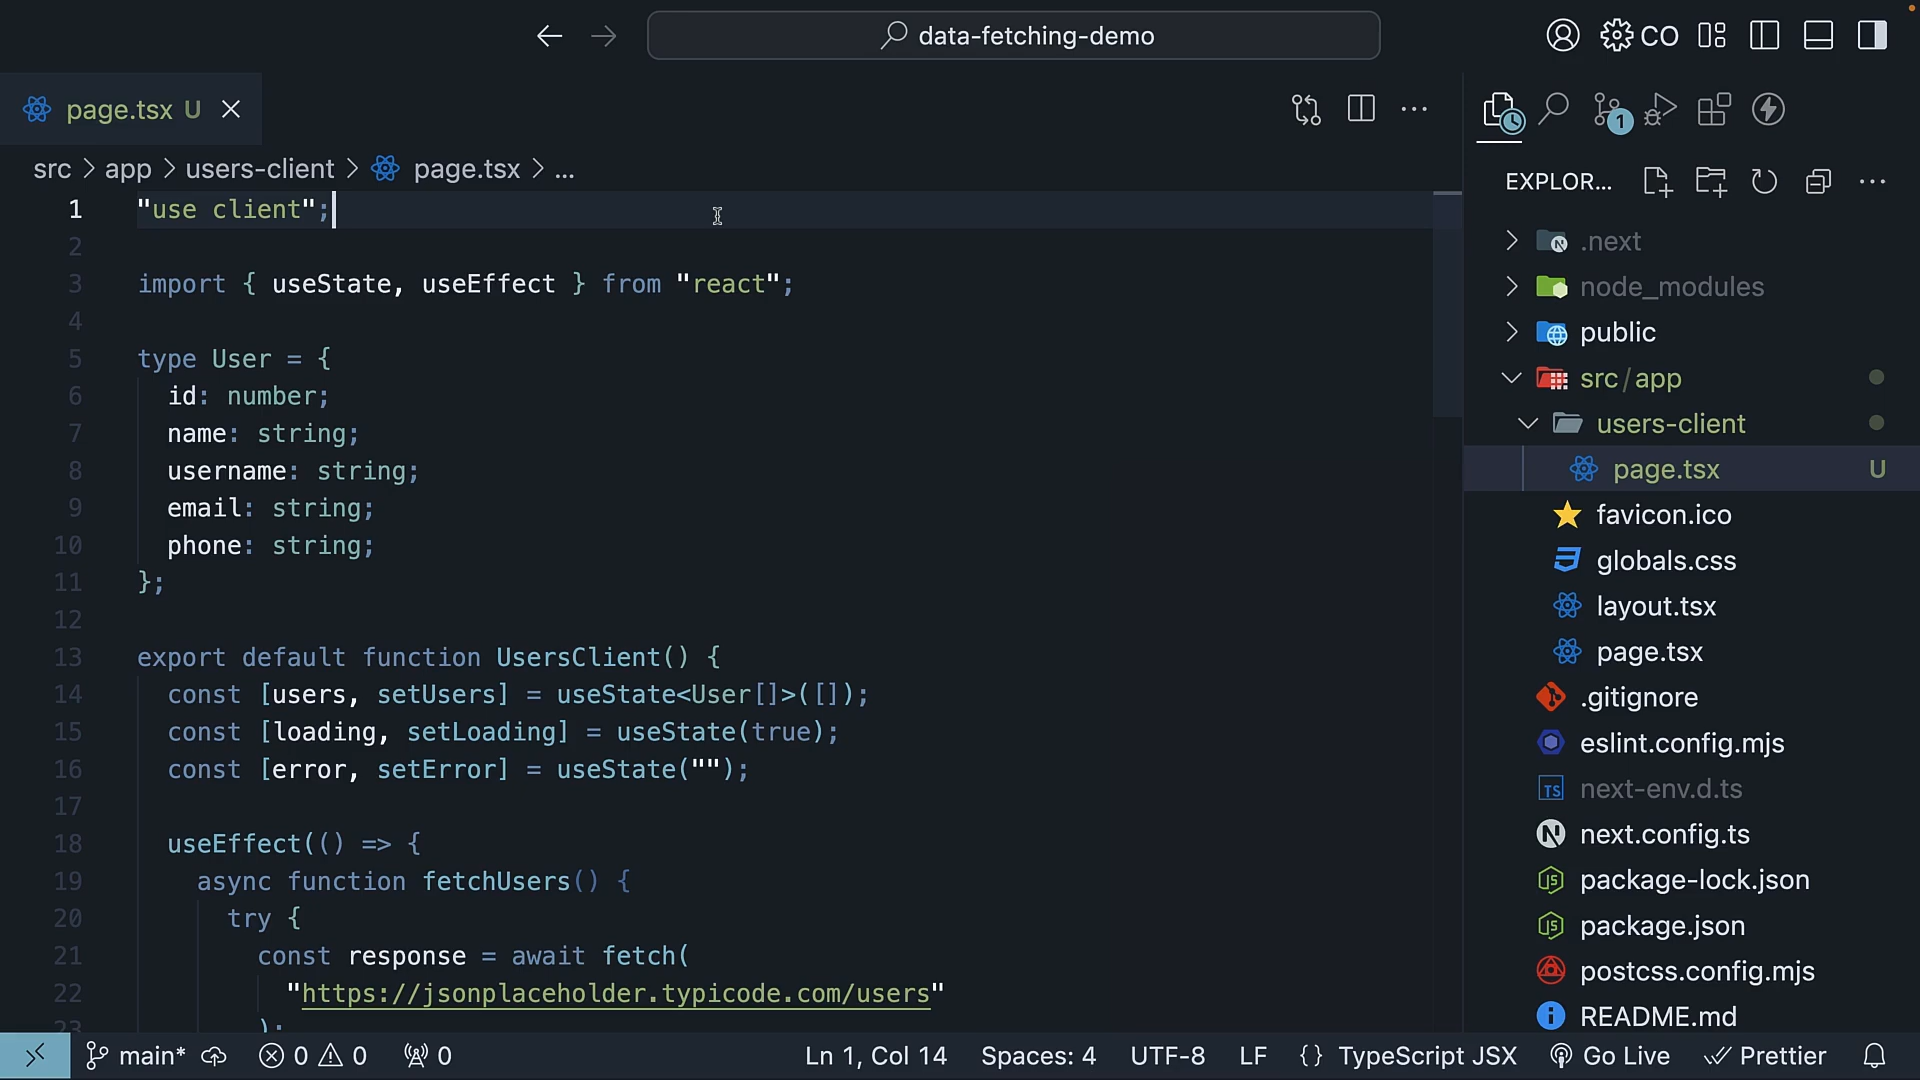 data-fetching-demo
CO
page.tsx U
1
src > app > users-client > page.tsx > ...
EXPLOR...
1 "use client";
2
3 import { useState, useEffect } from "react";
4
5 type User = {
6 id: number;
7 name: string;
8 username: string;
9 email: string;
10 phone: string;
11 };
12
13 export default function UsersClient() {
14 const [users, setUsers] = useState<User[]>([]);
15 const [loading, setLoading] = useState(true);
16 const [error, setError] = useState("");
17
18 useEffect(() => {
19 async function fetchUsers() {
20 try {
21 const response = await fetch(
22 "https://jsonplaceholder.typicode.com/users"
23 );
.next
node_modules
public
src/app
users-client
page.tsx U
favicon.ico
globals.css
layout.tsx
page.tsx
.gitignore
eslint.config.mjs
TS next-env.d.ts
next.config.ts
package-lock.json
package.json
postcss.config.mjs
README.md
main* 0 0 0 Ln 1, Col 14 Spaces: 4 UTF-8 LF {} TypeScript JSX Go Live Prettier